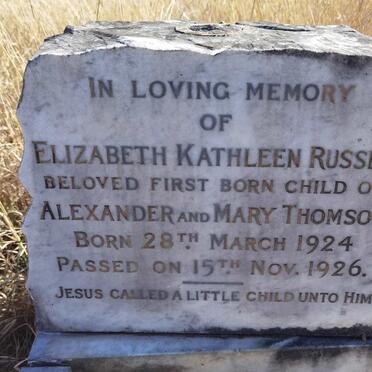 IN LOVING MEMORY
OF
ELIZABETH KATHLEEN RUSSE
BELOVED FIRST BORN CHILD O
ALEXANDER AND MARY THOMSO
BORN 28TH MARCH 1924
PASSED ON 15TH NOV. 1926.
JESUS CALLED A LITTLE CHILD UNTO HIM